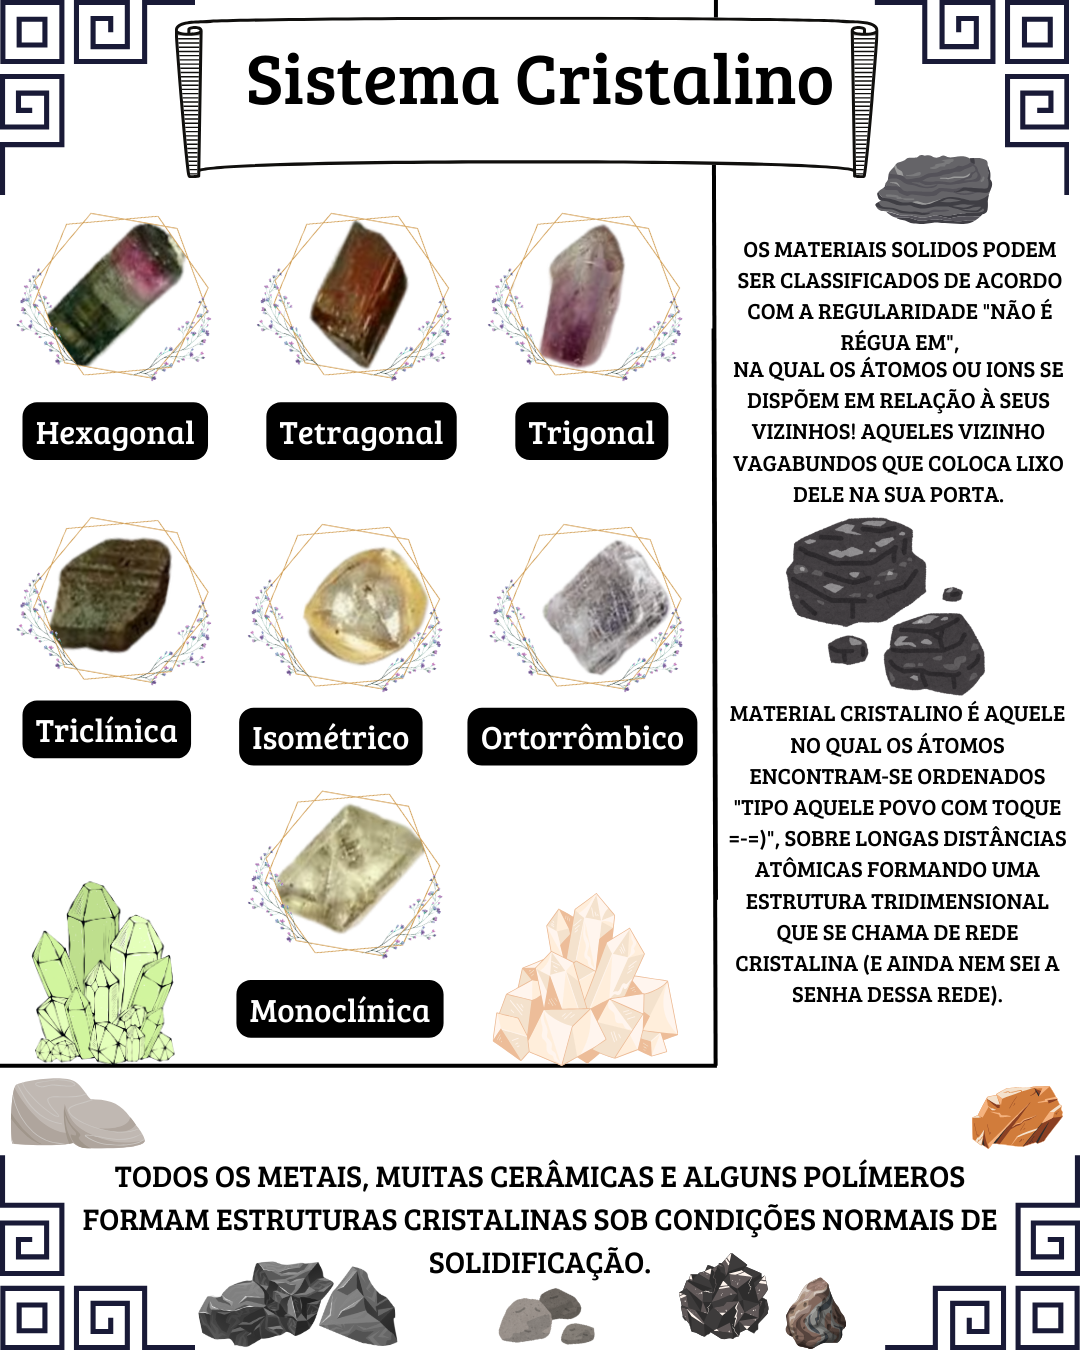 Sistema Cristalino
Hexagonal
Tetragonal
Trigonal
Triclínica
Isométrico
Ortorrômbico
Monoclínica
OS MATERIAIS SOLIDOS PODEM
SER CLASSIFICADOS DE ACORDO
COM A REGULARIDADE "NÃO É
RÉGUA EM",
NA QUAL OS ÁTOMOS OU IONS SE
DISPÕEM EM RELAÇÃO À SEUS
VIZINHOS! AQUELES VIZINHO
VAGABUNDOS QUE COLOCA LIXO
DELE NA SUA PORTA.
MATERIAL CRISTALINO É AQUELE
NO QUAL OS ÁTOMOS
ENCONTRAM-SE ORDENADOS
"TIPO AQUELE POVO COM TOQUE
=-=)", SOBRE LONGAS DISTÂNCIAS
ATÔMICAS FORMANDO UMA
ESTRUTURA TRIDIMENSIONAL
QUE SE CHAMA DE REDE
CRISTALINA (E AINDA NEM SEI A
SENHA DESSA REDE).
TODOS OS METAIS, MUITAS CERÂMICAS E ALGUNS POLÍMEROS
FORMAM ESTRUTURAS CRISTALINAS SOB CONDIÇÕES NORMAIS DE
SOLIDIFICAÇÃO.